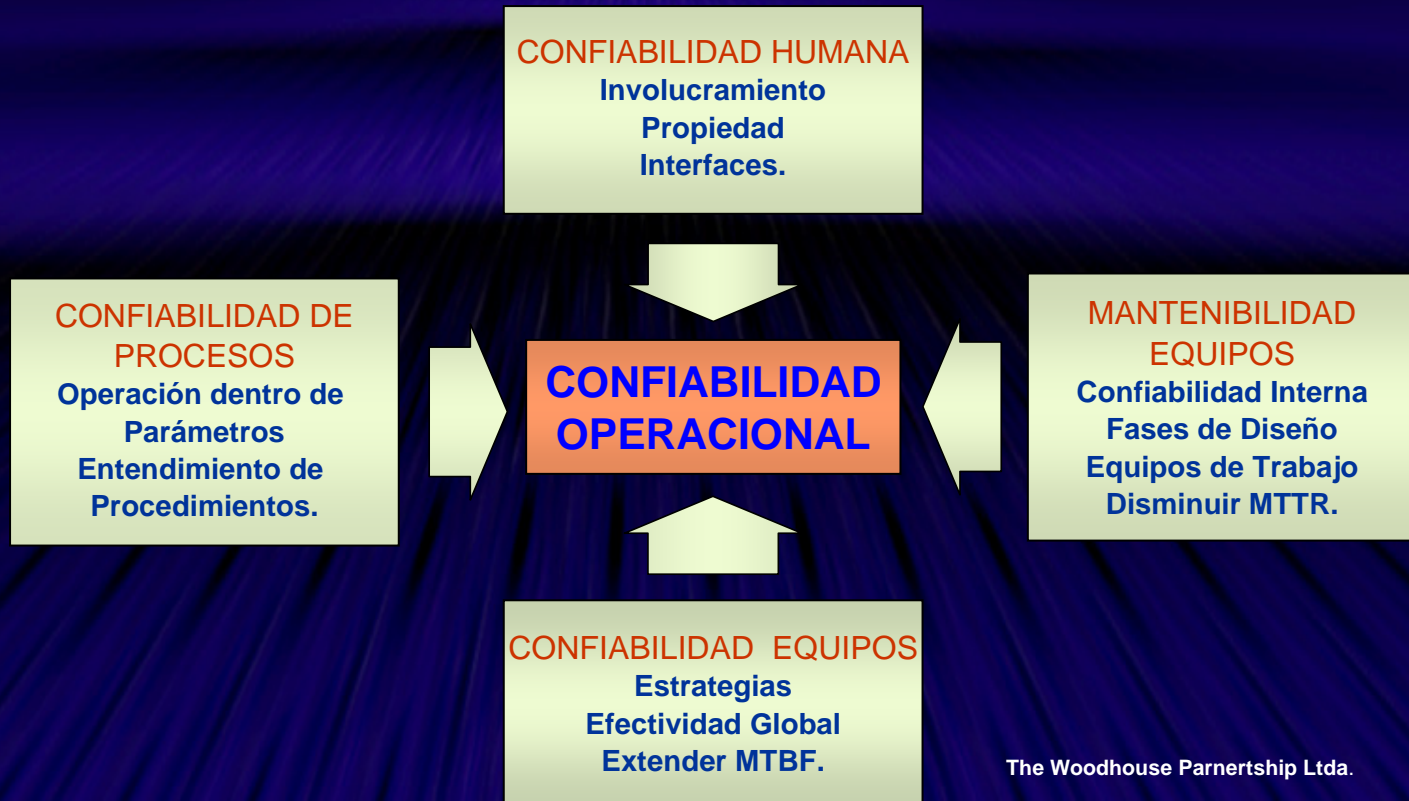 CONFIABILIDAD HUMANA
Involucramiento
Propiedad
Interfaces.
CONFIABILIDAD DE
PROCESOS
Operación dentro de
Parámetros
Entendimiento de
Procedimientos.
CONFIABILIDAD
OPERACIONAL
MANTENIBILIDAD
EQUIPOS
Confiabilidad Interna
Fases de Diseño
Equipos de Trabajo
Disminuir MTTR.
CONFIABILIDAD EQUIPOS
Estrategias
Efectividad Global
Extender MTBF.
The Woodhouse Parnertship Ltda.